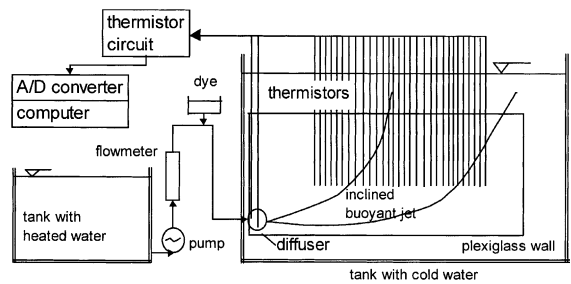 thermistor
circuit
A/D converter
computer
dye
flowmeter
thermistors
tank with
heated water
pump
inclined
buoyant jet
diffuser
plexiglass wall
tank with cold water